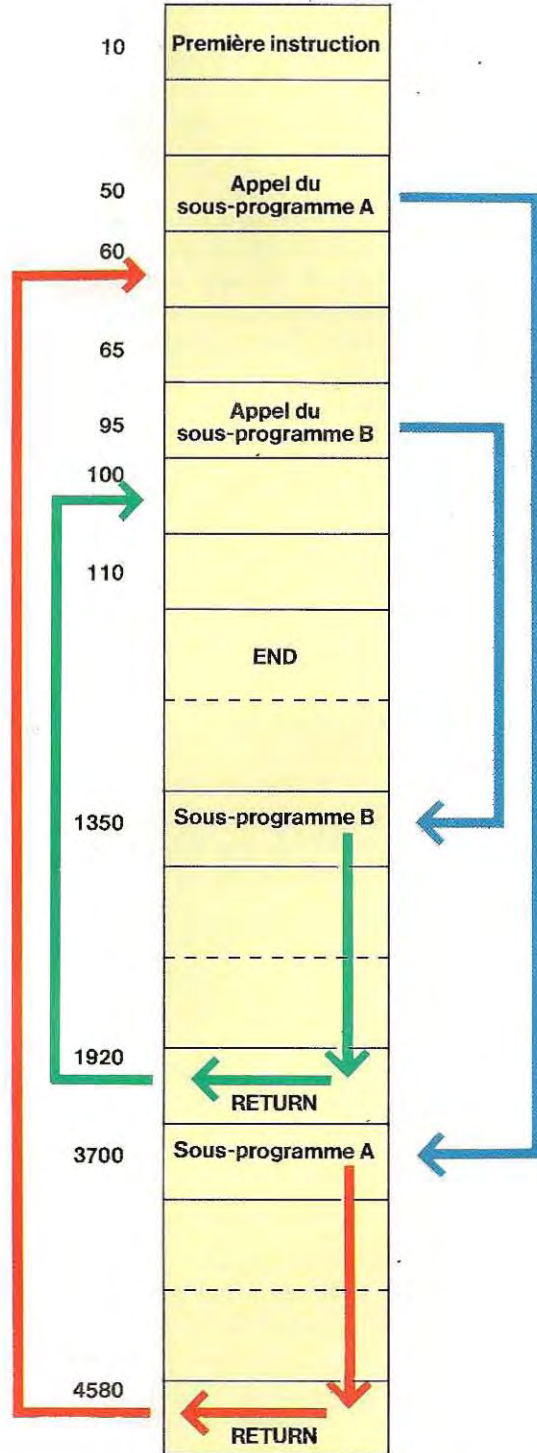 10 Première instruction
50 Appel du
sous-programme A
60
65
95 Appel du
sous-programme B
100
110
END
1350 Sous-programme B
1920
RETURN
3700 Sous-programme A
4580
RETURN